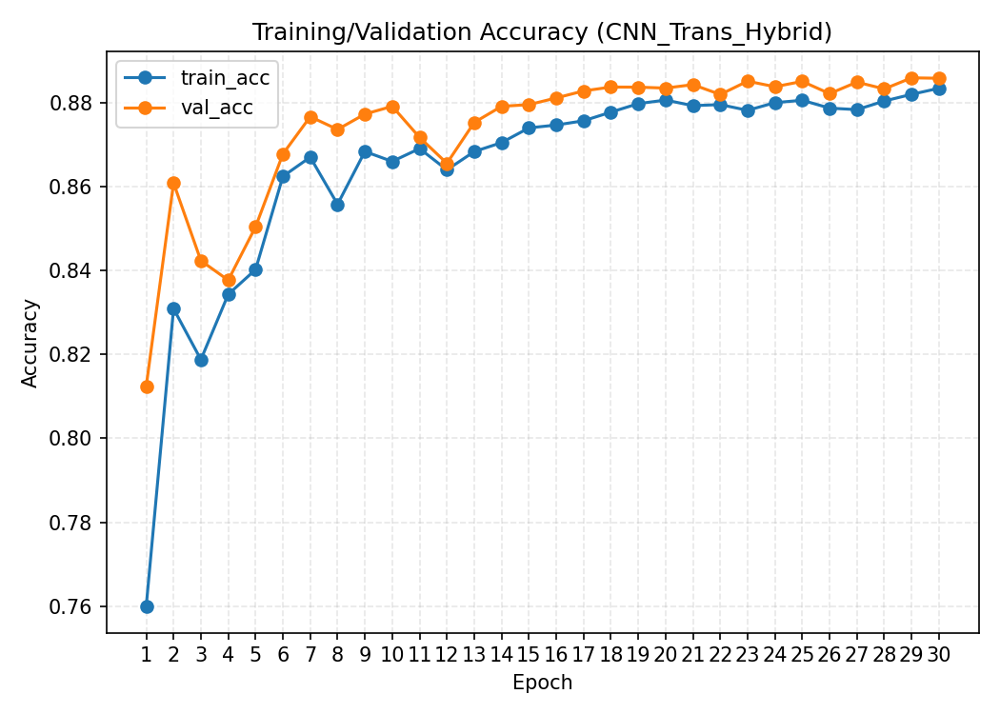 Training/Validation Accuracy (CNN_Trans_Hybrid)
train_acc
val_acc
Accuracy
0.88
0.86
0.84
0.82
0.80
0.78
0.76
1 2 3 4 5 6 7 8 9 10 11 12 13 14 15 16 17 18 19 20 21 22 23 24 25 26 27 28 29 30
Epoch